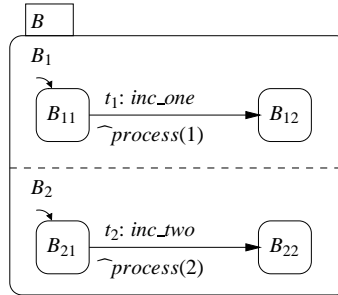 B
B₁
t₁: inc_one
B₁₁
B₁₂
⌒process(1)
B₂
t₂: inc_two
B₂₁
B₂₂
⌒process(2)